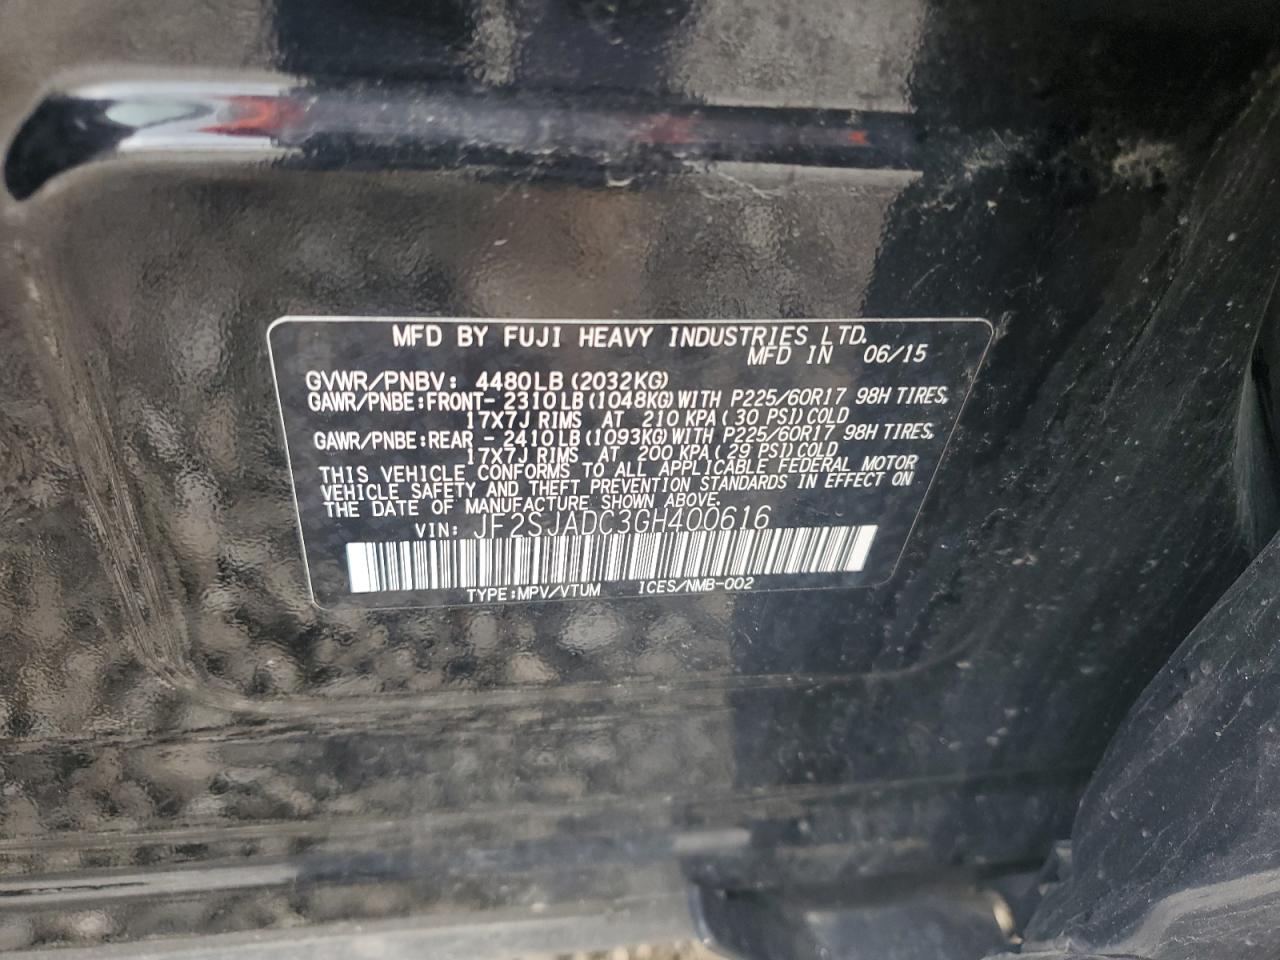 MFD BY FUJI HEAVY INDUSTRIES LTD.
MFD IN 06/15
GVWR/PNBV: 4480LB (2032KG)
GAWR/PNBE:FRONT- 2310LB(1048KG)WITH P225/60R17 98H TIRES,
17X7J RIMS AT 210 KPA(30 PSI)COLD
GAWR/PNBE:REAR - 2410LB(1093KG)WITH P225/60R17 98H TIRES,
17X7J RIMS AT 200 KPA(29 PSI)COLD
THIS VEHICLE CONFORMS TO ALL APPLICABLE FEDERAL MOTOR
VEHICLE SAFETY AND THEFT PREVENTION STANDARDS IN EFFECT ON
THE DATE OF MANUFACTURE SHOWN ABOVE.
VIN: JF2SJADC3GH400616
TYPE:MPV/VTUM ICES/NMB-002